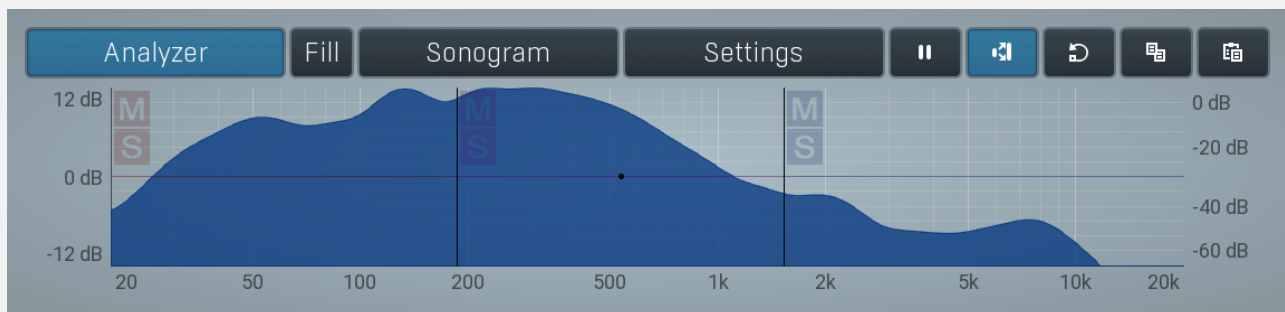 Analyzer Fill Sonogram Settings
12 dB M M M 0 dB
S S S -20 dB
0 dB
-40 dB
-12 dB -60 dB
20 50 100 200 500 1k 2k 5k 10k 20k